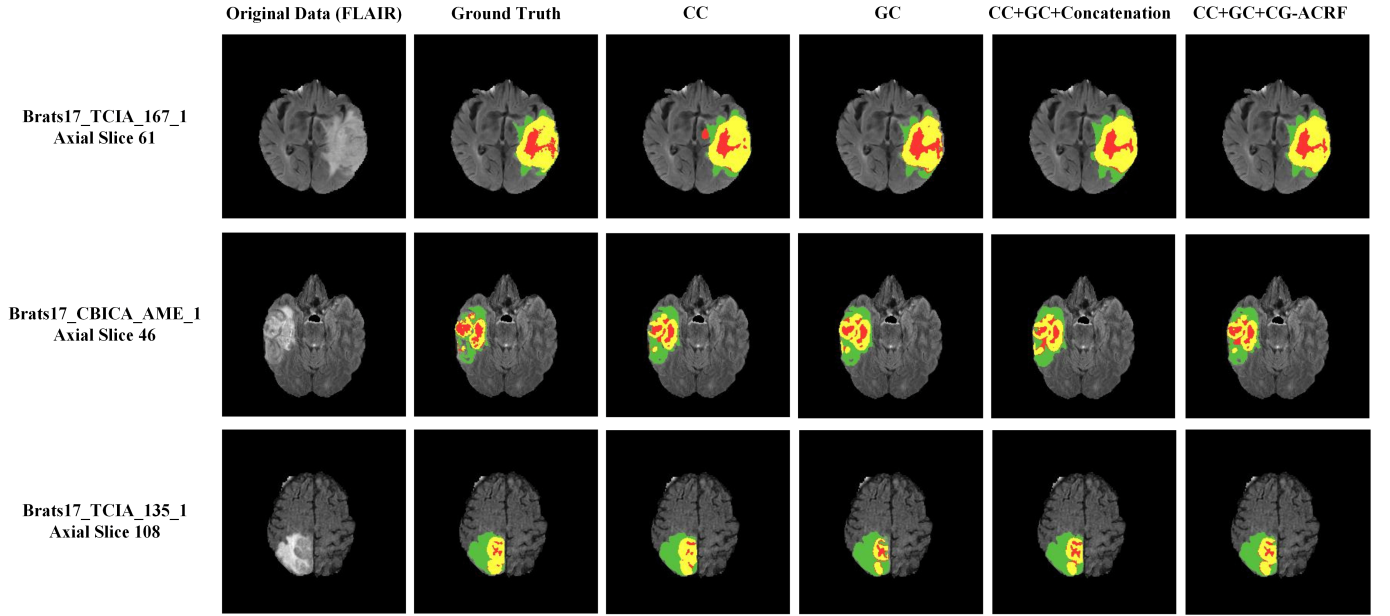 Original Data (FLAIR) Ground Truth CC GC CC+GC+Concatenation CC+GC+CG-ACRF
Brats17_TCIA_167_1
Axial Slice 61
Brats17_CBICA_AME_1
Axial Slice 46
Brats17_TCIA_135_1
Axial Slice 108